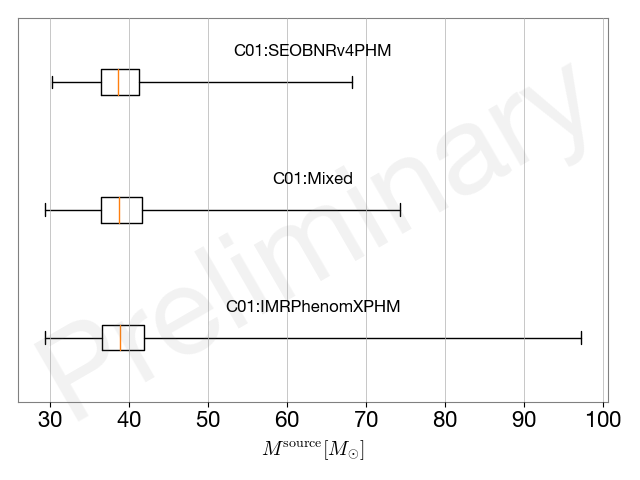 C01:SEOBNRv4PHM
C01:Mixed
C01:IMRPhenomXPHM
Preliminary
30 40 50 60 70 80 90 100
M^source [M_⊙]